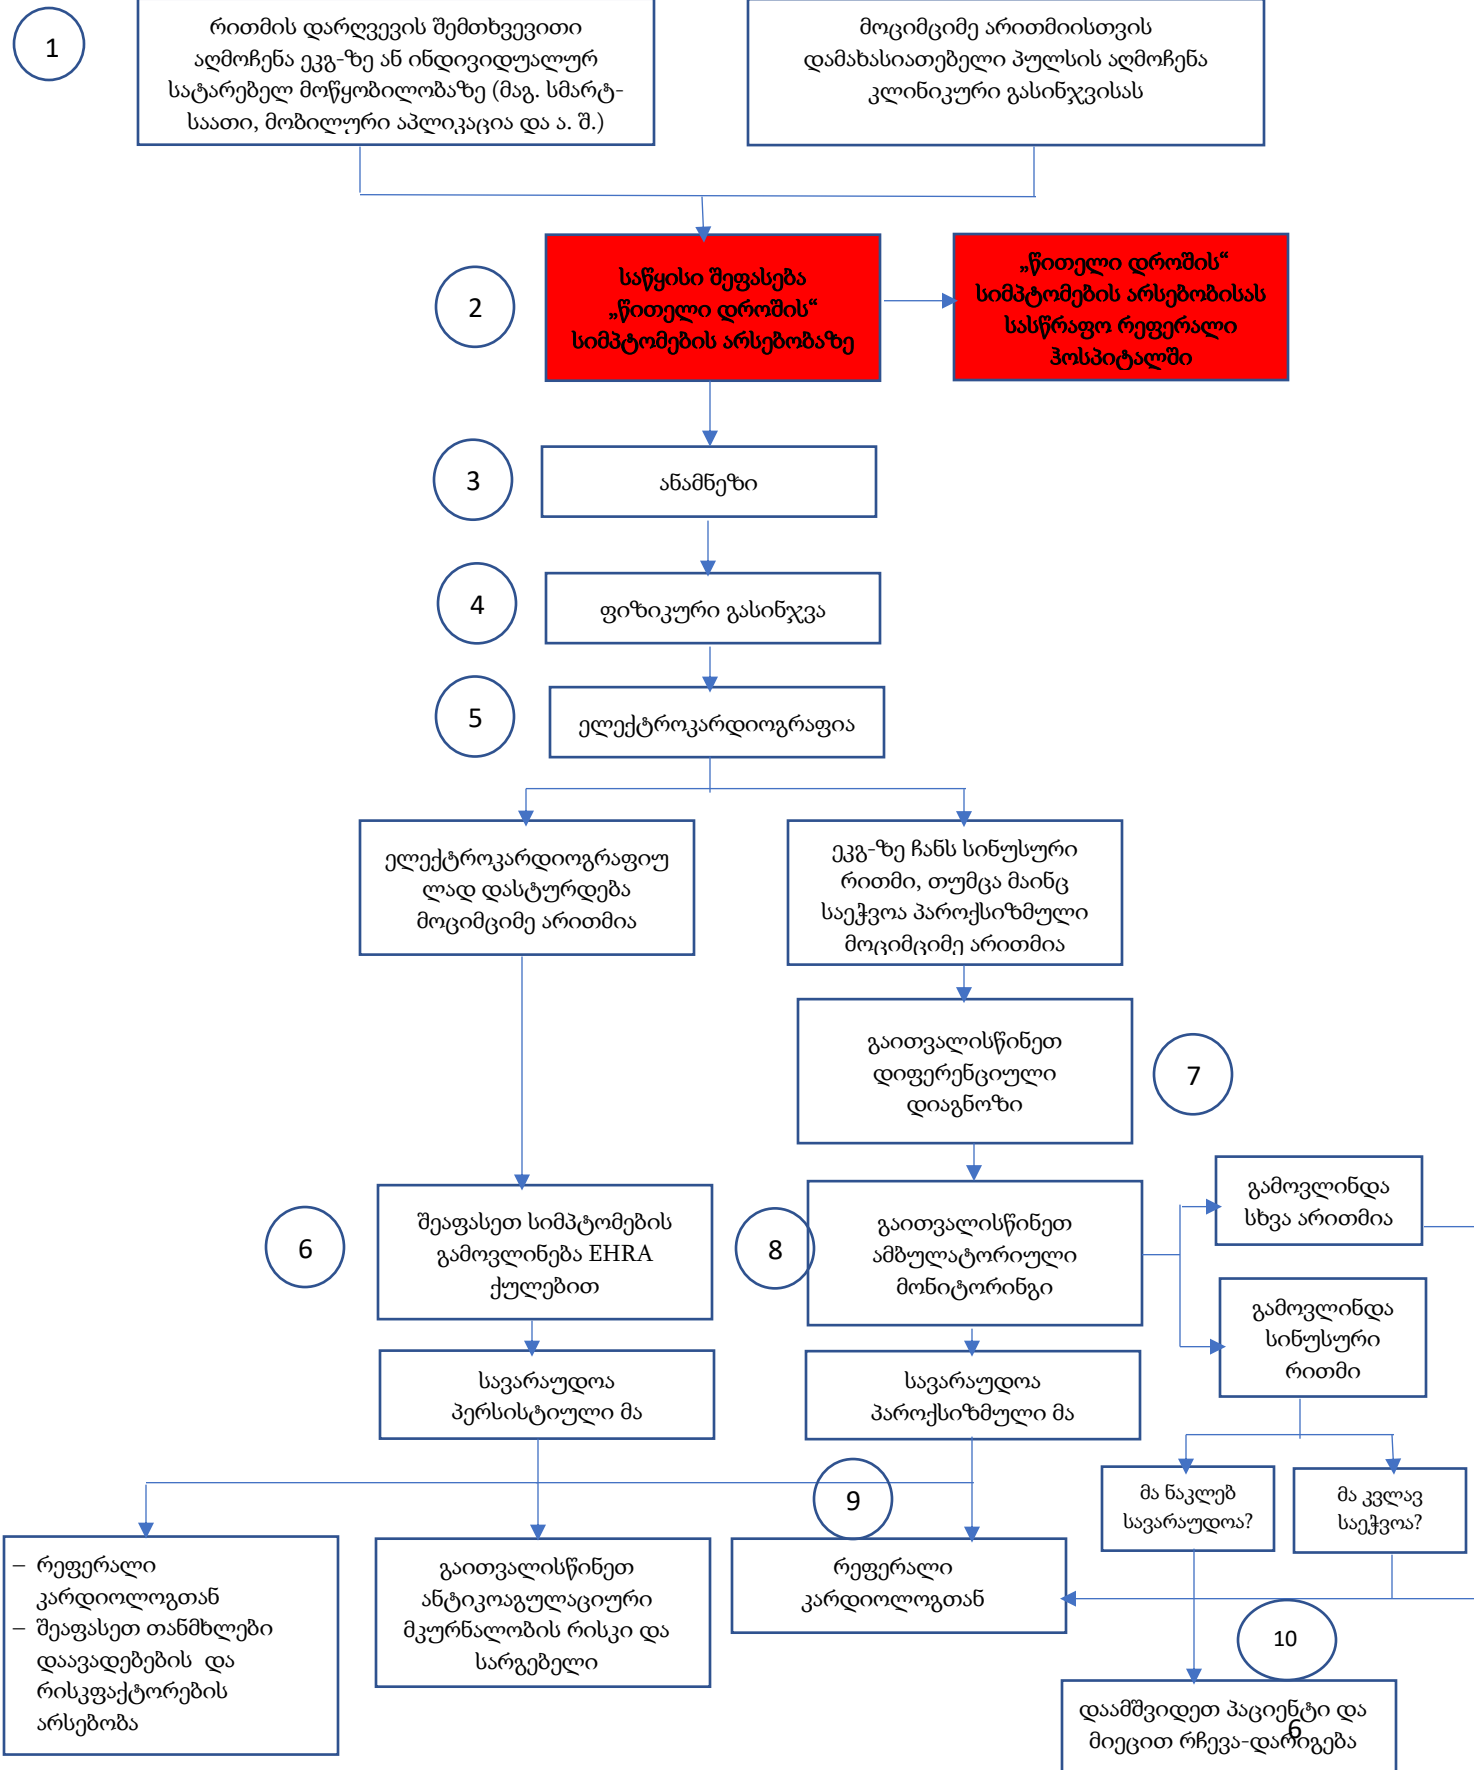 1
რითმის დარღვევის შემთხვევითი
აღმოჩენა ეკგ-ზე ან ინდივიდუალურ
სატარებელ მოწყობილობაზე (მაგ. სმარტ-
საათი, მობილური აპლიკაცია და ა. შ.)
მოციმციმე არითმიისთვის
დამახასიათებელი პულსის აღმოჩენა
კლინიკური გასინჯვისას
2
საწყისი შეფასება
„წითელი დროშის“
სიმპტომების არსებობაზე
„წითელი დროშის“
სიმპტომების არსებობისას
სასწრაფო რეფერალი
ჰოსპიტალში
3
ანამნეზი
4
ფიზიკური გასინჯვა
5
ელექტროკარდიოგრაფია
ელექტროკარდიოგრაფიუ
ლად დასტურდება
მოციმციმე არითმია
ეკგ-ზე ჩანს სინუსური
რითმი, თუმცა მაინც
საეჭვოა პაროქსიზმული
მოციმციმე არითმია
გაითვალისწინეთ
დიფერენციული
დიაგნოზი
7
6
შეაფასეთ სიმპტომების
გამოვლინება EHRA
ქულებით
8
გაითვალისწინეთ
ამბულატორიული
მონიტორინგი
გამოვლინდა
სხვა არითმია
გამოვლინდა
სინუსური
რითმი
სავარაუდოა
პერსისტიული მა
სავარაუდოა
პაროქსიზმული მა
მა ნაკლებ
სავარაუდოა?
მა კვლავ
საეჭვოა?
9
– რეფერალი
კარდიოლოგთან
– შეაფასეთ თანმხლები
დაავადებების და
რისკფაქტორების
არსებობა
გაითვალისწინეთ
ანტიკოაგულაციური
მკურნალობის რისკი და
სარგებელი
რეფერალი
კარდიოლოგთან
10
დაამშვიდეთ პაციენტი და
მიეცით რჩევა-დარიგება
6